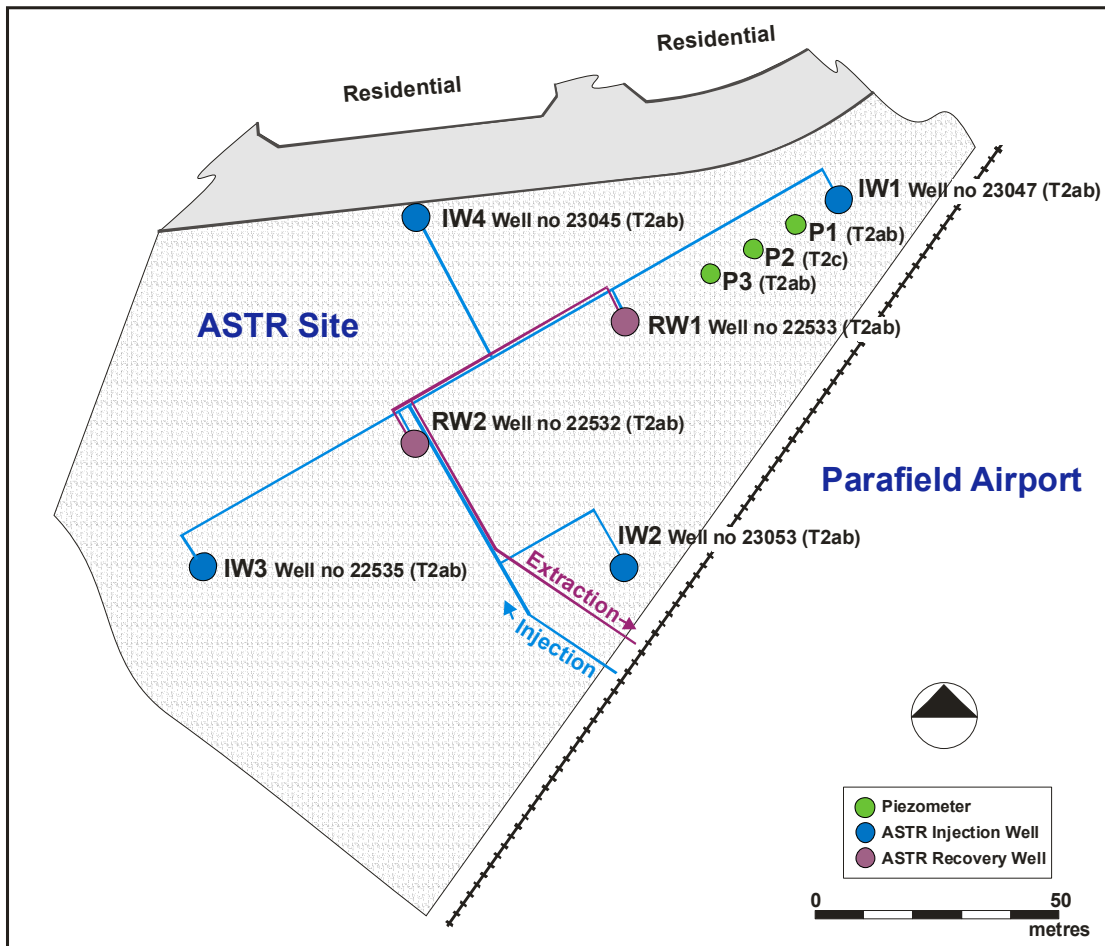 Residential
Residential
IW1 Well no 23047 (T2ab)
IW4 Well no 23045 (T2ab)
P1 (T2ab)
P2 (T2c)
P3 (T2ab)
ASTR Site
RW1 Well no 22533 (T2ab)
RW2 Well no 22532 (T2ab)
Parafield Airport
IW2 Well no 23053 (T2ab)
IW3 Well no 22535 (T2ab)
Extraction
Injection
Piezometer
ASTR Injection Well
ASTR Recovery Well
0 50
metres